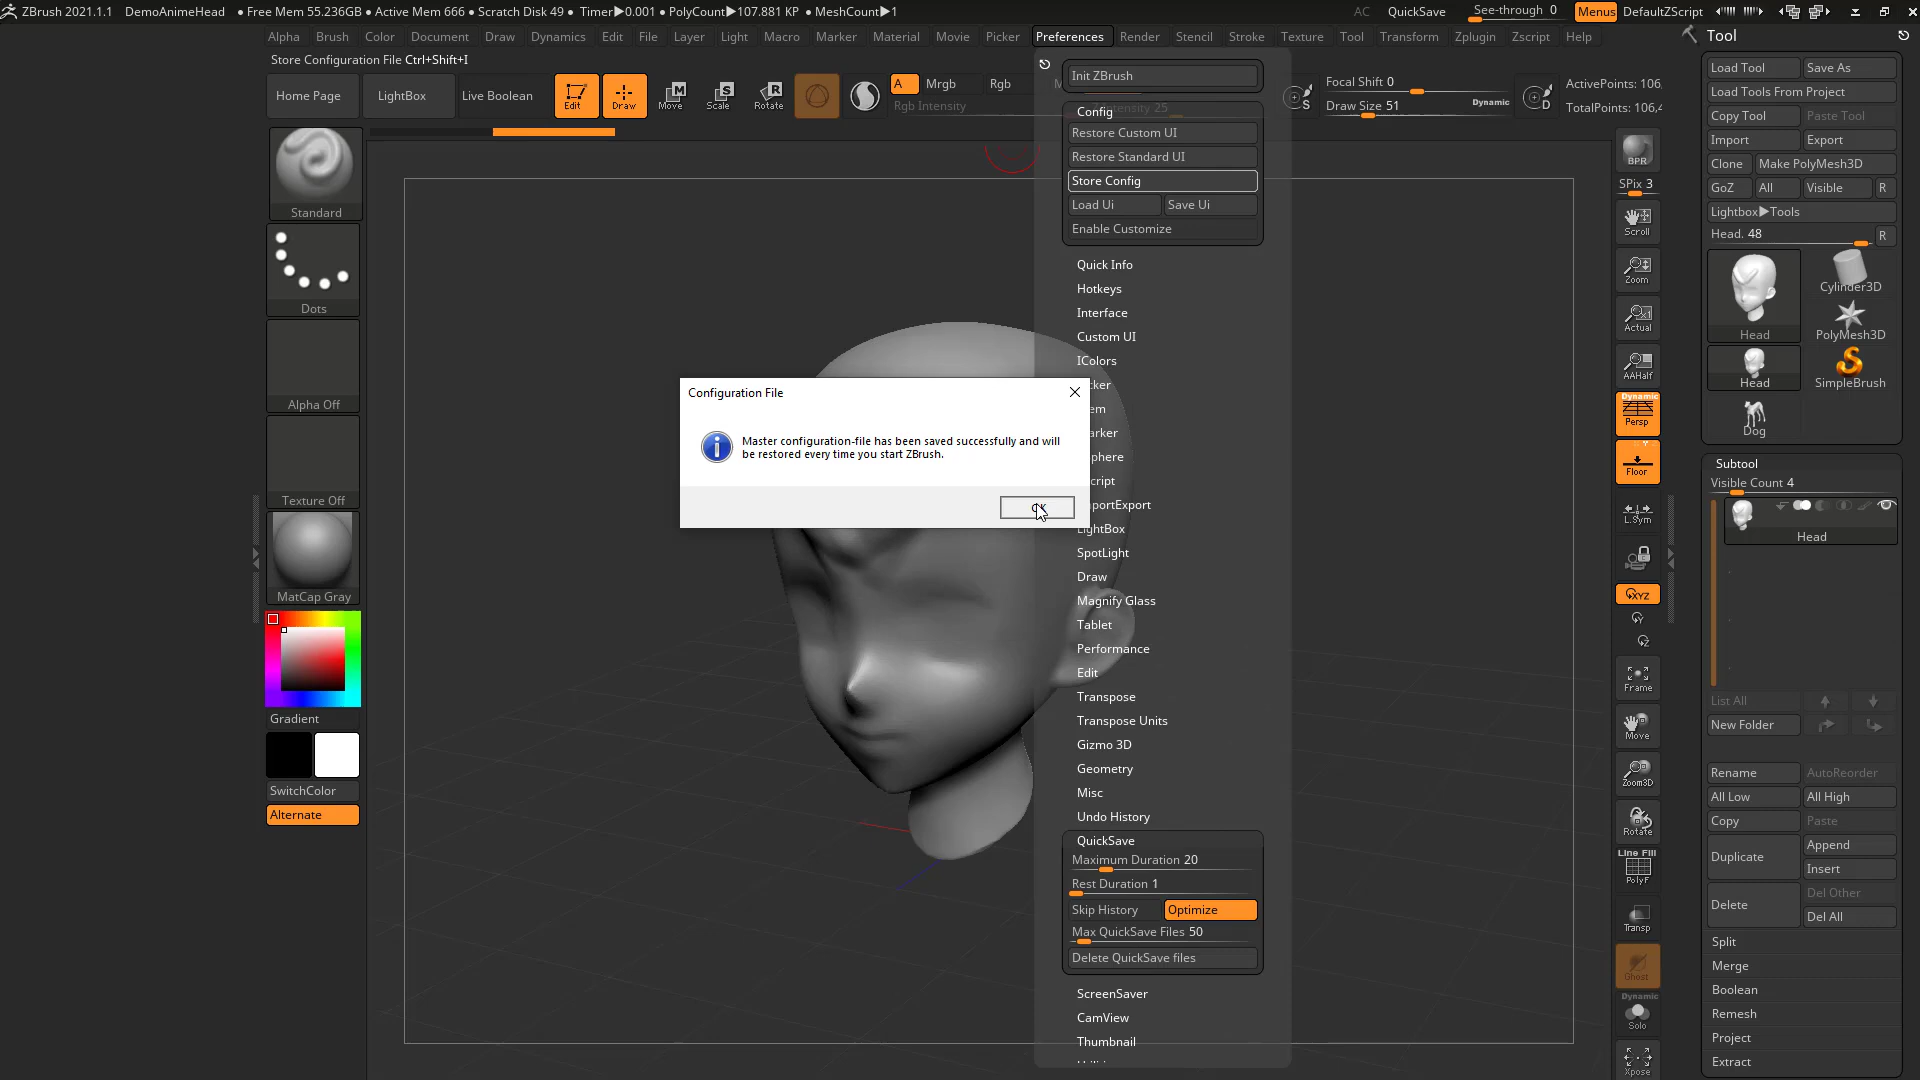 ZBrush 2021.1.1 DemoAnimeHead • Free Mem 55.236GB • Active Mem 666 • Scratch Disk 49 • Timer▶0.001 • PolyCount▶107.881 KP • MeshCount▶1 AC QuickSave See-through 0 Menus DefaultZScript
Alpha Brush Color Document Draw Dynamics Edit File Layer Light Macro Marker Material Movie Picker Preferences Render Stencil Stroke Texture Tool Transform Zplugin Zscript Help
Store Configuration File Ctrl+Shift+I
Home Page
LightBox
Live Boolean
Edit
Draw
Move
Scale
Rotate
A
Mrgb
Rgb
Rgb Intensity
Focal Shift 0
Draw Size 51
Dynamic
S
D
ActivePoints: 106,
TotalPoints: 106,4
Standard
Dots
Alpha Off
Texture Off
MatCap Gray
Gradient
SwitchColor
Alternate
Configuration File
Master configuration-file has been saved successfully and will
be restored every time you start ZBrush.
Init ZBrush
Config
Restore Custom UI
Restore Standard UI
Store Config
Load Ui
Save Ui
Enable Customize
Quick Info
Hotkeys
Interface
Custom UI
IColors
LightBox
SpotLight
Draw
Magnify Glass
Tablet
Performance
Edit
Transpose
Transpose Units
Gizmo 3D
Geometry
Misc
Undo History
QuickSave
Maximum Duration 20
Rest Duration 1
Skip History
Optimize
Max QuickSave Files 50
Delete QuickSave files
ScreenSaver
CamView
Thumbnail
BPR
SPix 3
Scroll
Zoom
Actual
AAHalf
Dynamic
Persp
Floor
L.Sym
XYZ
Frame
Move
Zoom3D
Rotate
Line Fill
PolyF
Transp
Ghost
Dynamic
Solo
Xpose
Tool
Load Tool
Save As
Load Tools From Project
Copy Tool
Paste Tool
Import
Export
Clone
Make PolyMesh3D
GoZ
All
Visible
R
Lightbox▶Tools
Head. 48
R
Head
Cylinder3D
PolyMesh3D
Head
SimpleBrush
Dog
Subtool
Visible Count 4
Head
List All
New Folder
Rename
AutoReorder
All Low
All High
Copy
Paste
Duplicate
Append
Insert
Delete
Del Other
Del All
Split
Merge
Boolean
Remesh
Project
Extract